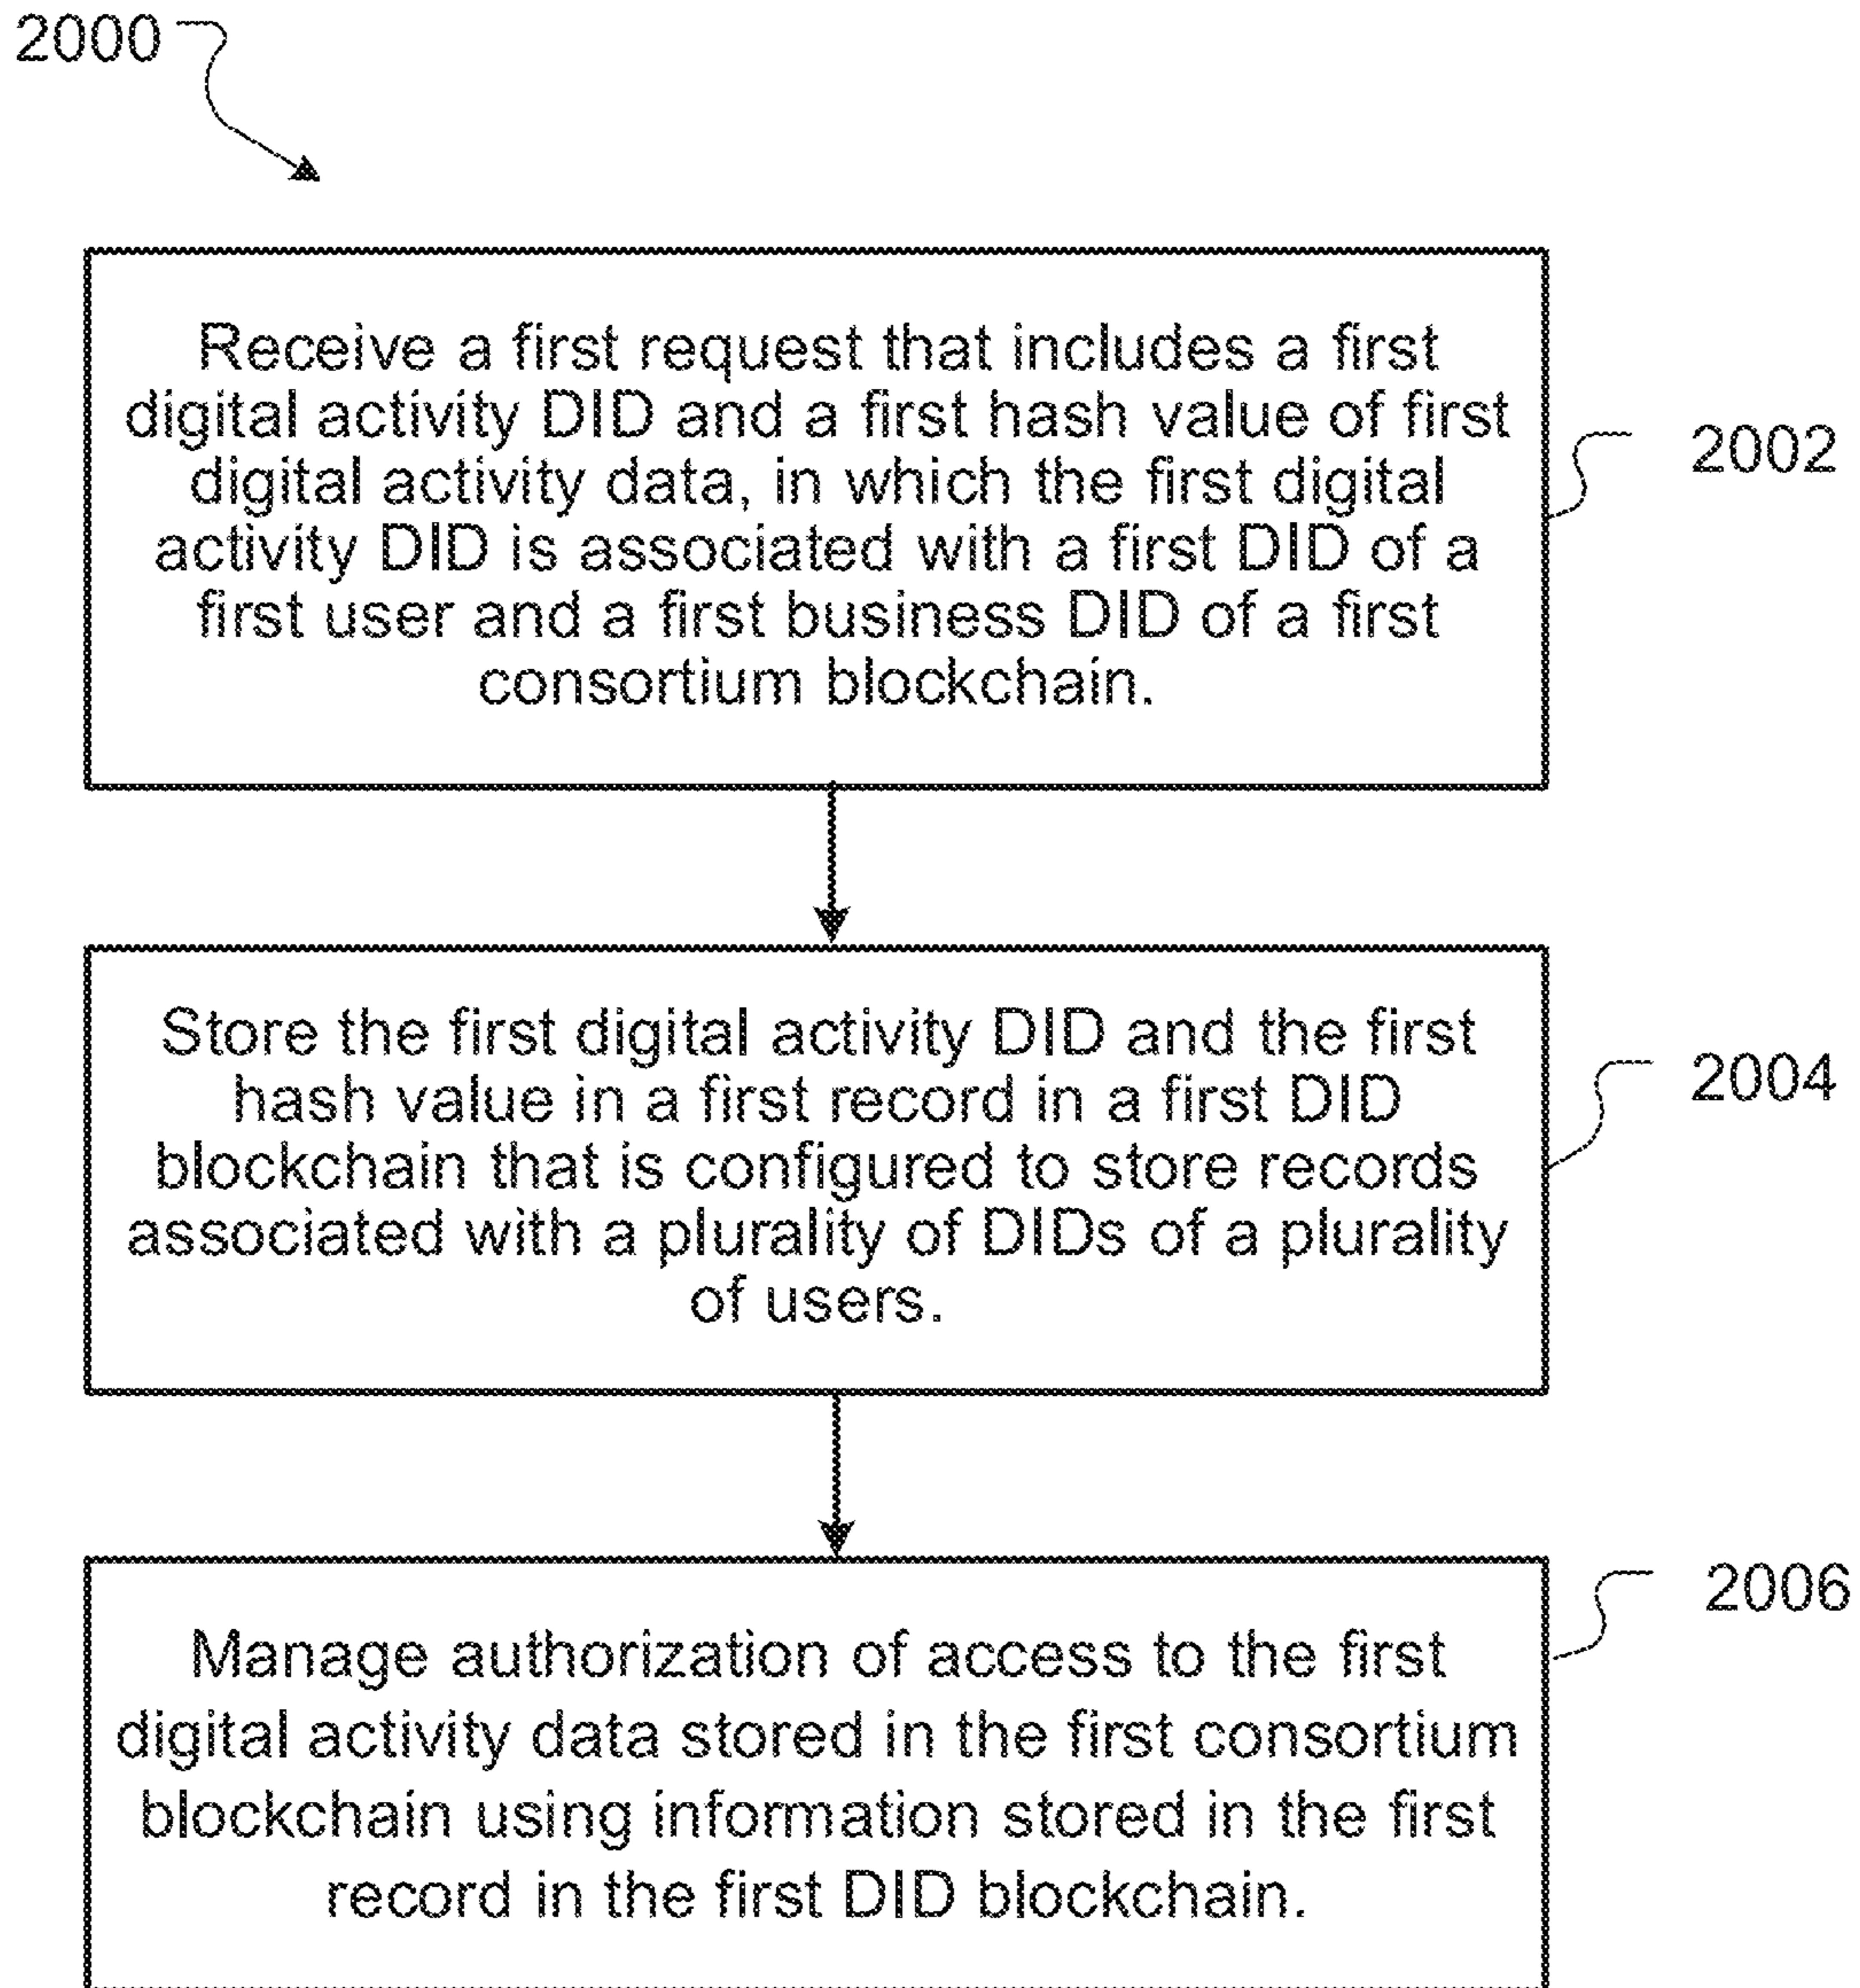 2000
Receive a first request that includes a first
digital activity DID and a first hash value of first
digital activity data, in which the first digital
activity DID is associated with a first DID of a
first user and a first business DID of a first
consortium blockchain.
2002
Store the first digital activity DID and the first
hash value in a first record in a first DID
blockchain that is configured to store records
associated with a plurality of DIDs of a plurality
of users.
2004
Manage authorization of access to the first
digital activity data stored in the first consortium
blockchain using information stored in the first
record in the first DID blockchain.
2006